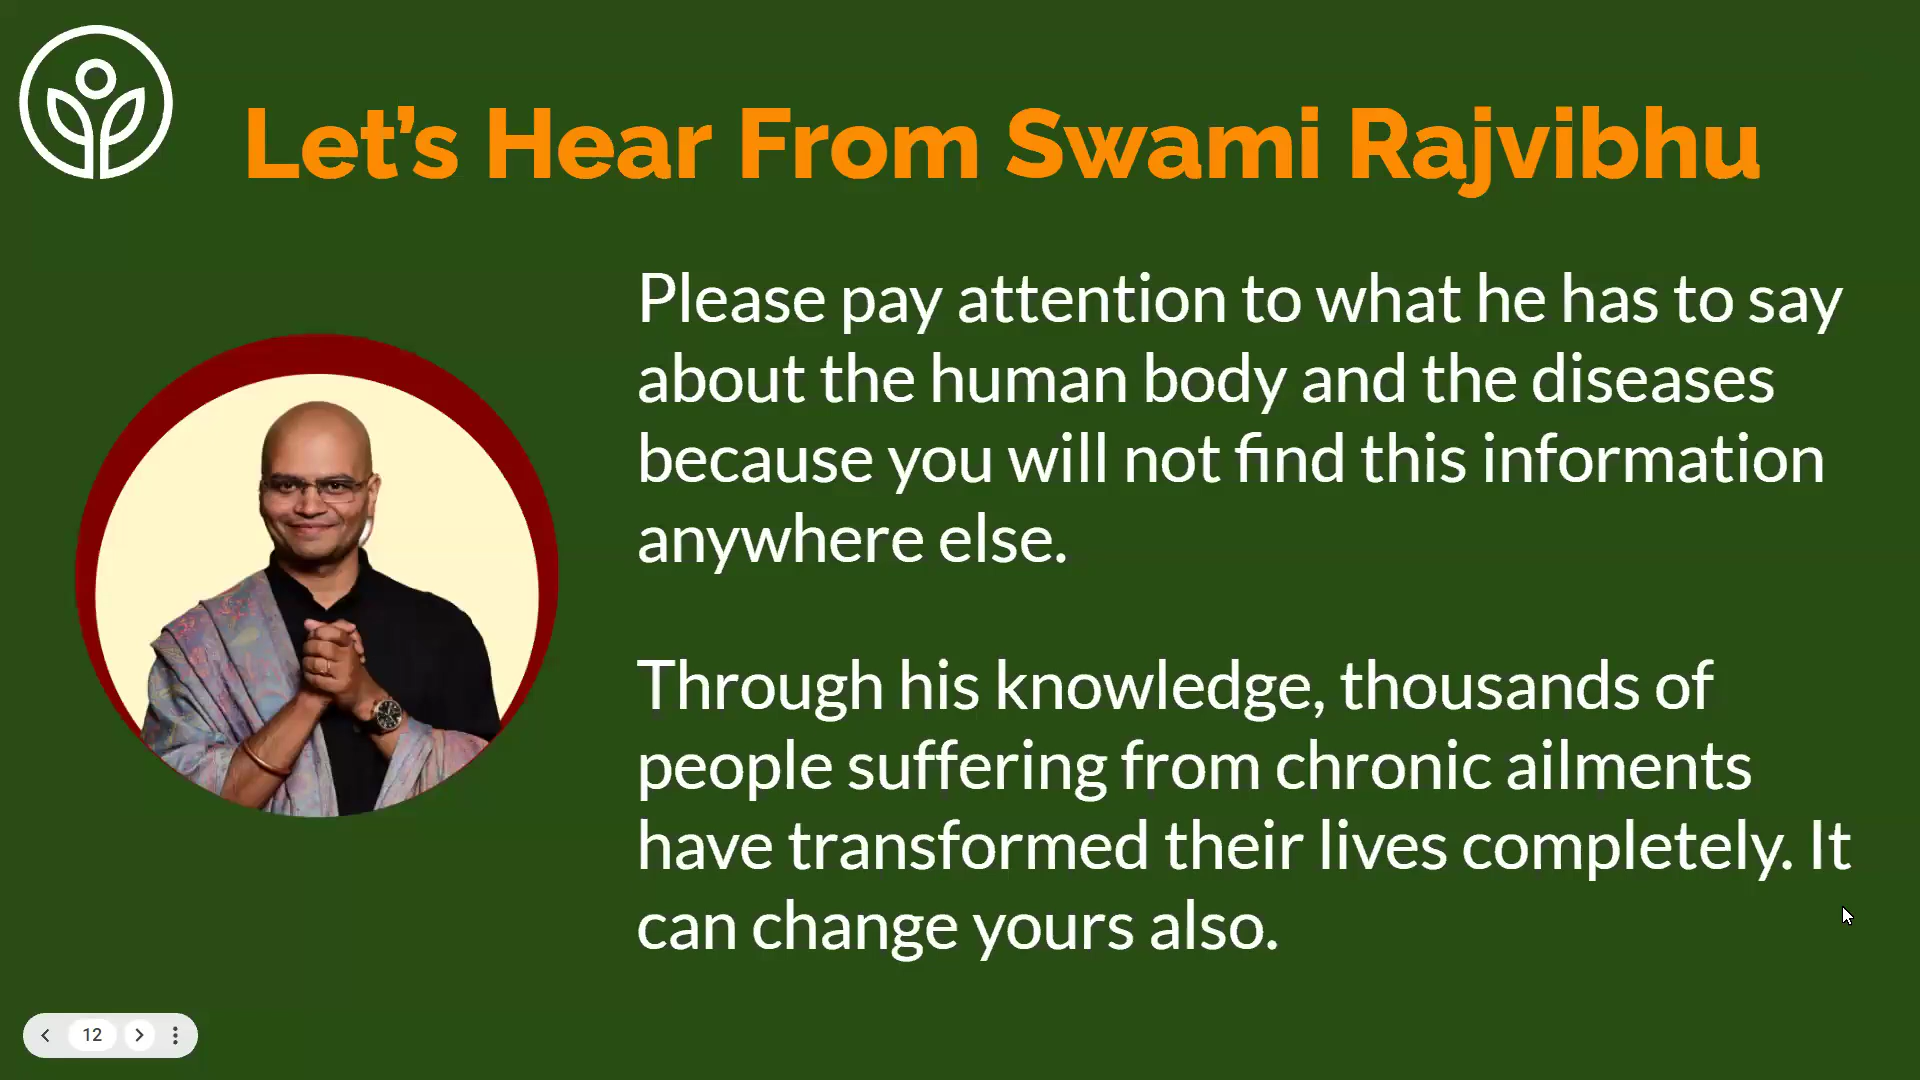 Let’s Hear From Swami Rajvibhu
Please pay attention to what he has to say
about the human body and the diseases
because you will not find this information
anywhere else.
Through his knowledge, thousands of
people suffering from chronic ailments
have transformed their lives completely. It
can change yours also.
12